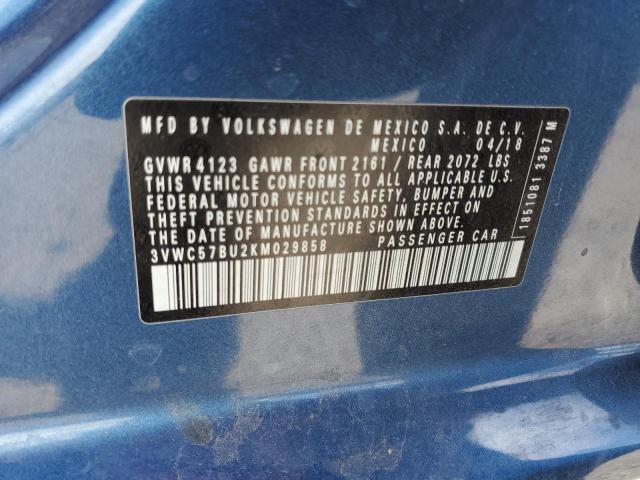 MFD BY VOLKSWAGEN DE MEXICO S.A. DE C.V.
MEXICO 04/18
GVWR 4123 GAWR FRONT 2161 / REAR 2072 LBS
THIS VEHICLE CONFORMS TO ALL APPLICABLE U.S.
FEDERAL MOTOR VEHICLE SAFETY, BUMPER AND
THEFT PREVENTION STANDARDS IN EFFECT ON
THE DATE OF MANUFACTURE SHOWN ABOVE.
3VWC57BU2KM029858 PASSENGER CAR
1851081 3387 M